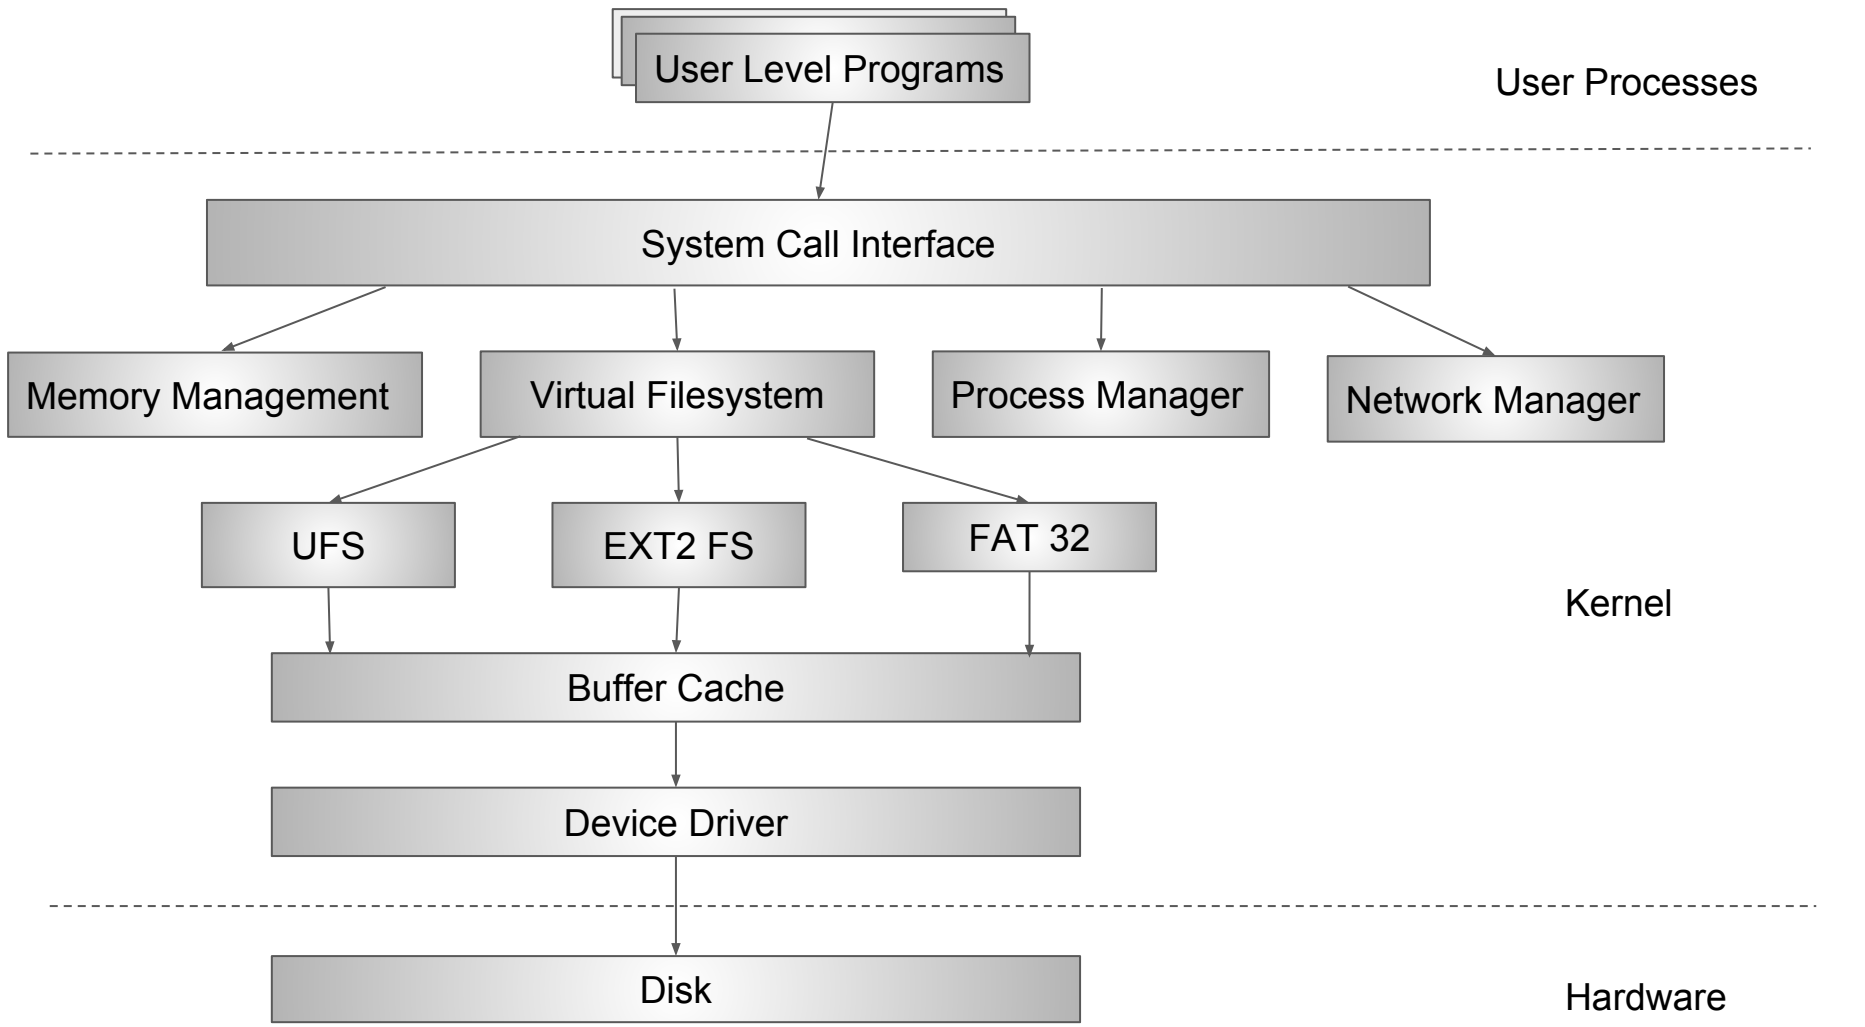 User Level Programs
User Processes
System Call Interface
Memory Management
Virtual Filesystem
Process Manager
Network Manager
UFS
EXT2 FS
FAT 32
Kernel
Buffer Cache
Device Driver
Disk
Hardware